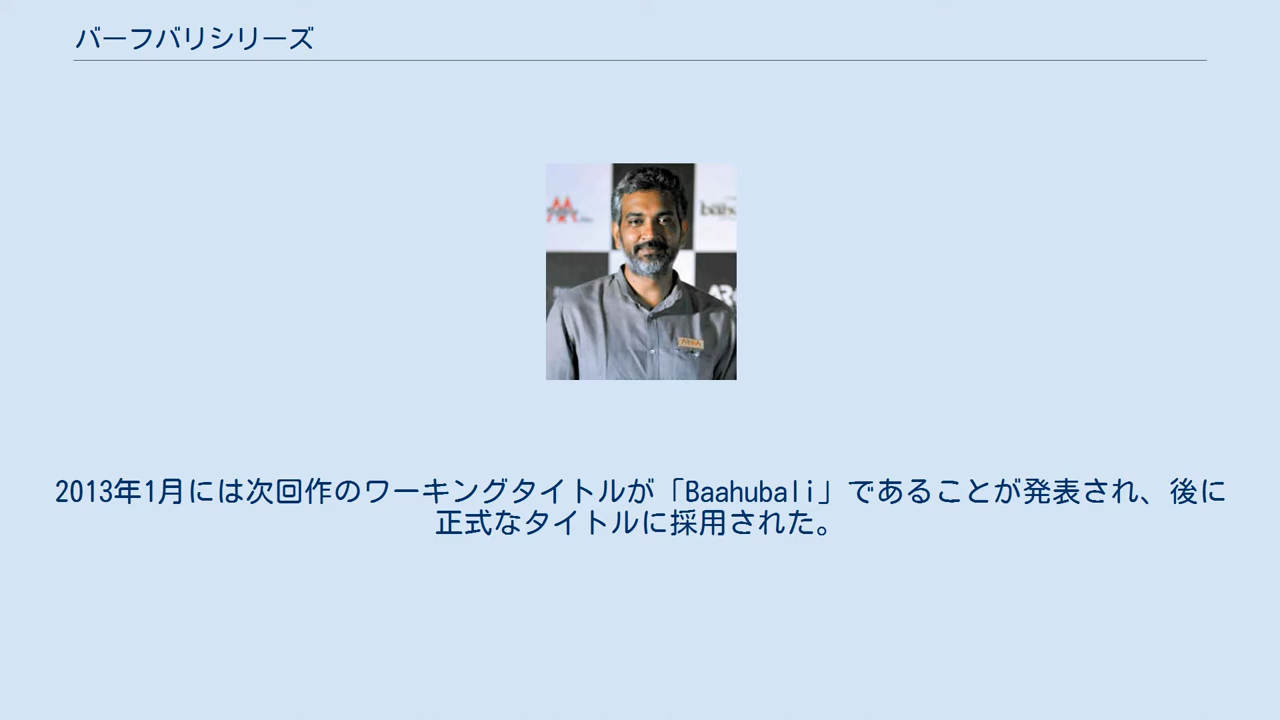 バーフバリシリーズ
2013年1月には次回作のワーキングタイトルが「Baahubali」であることが発表され、後に
正式なタイトルに採用された。